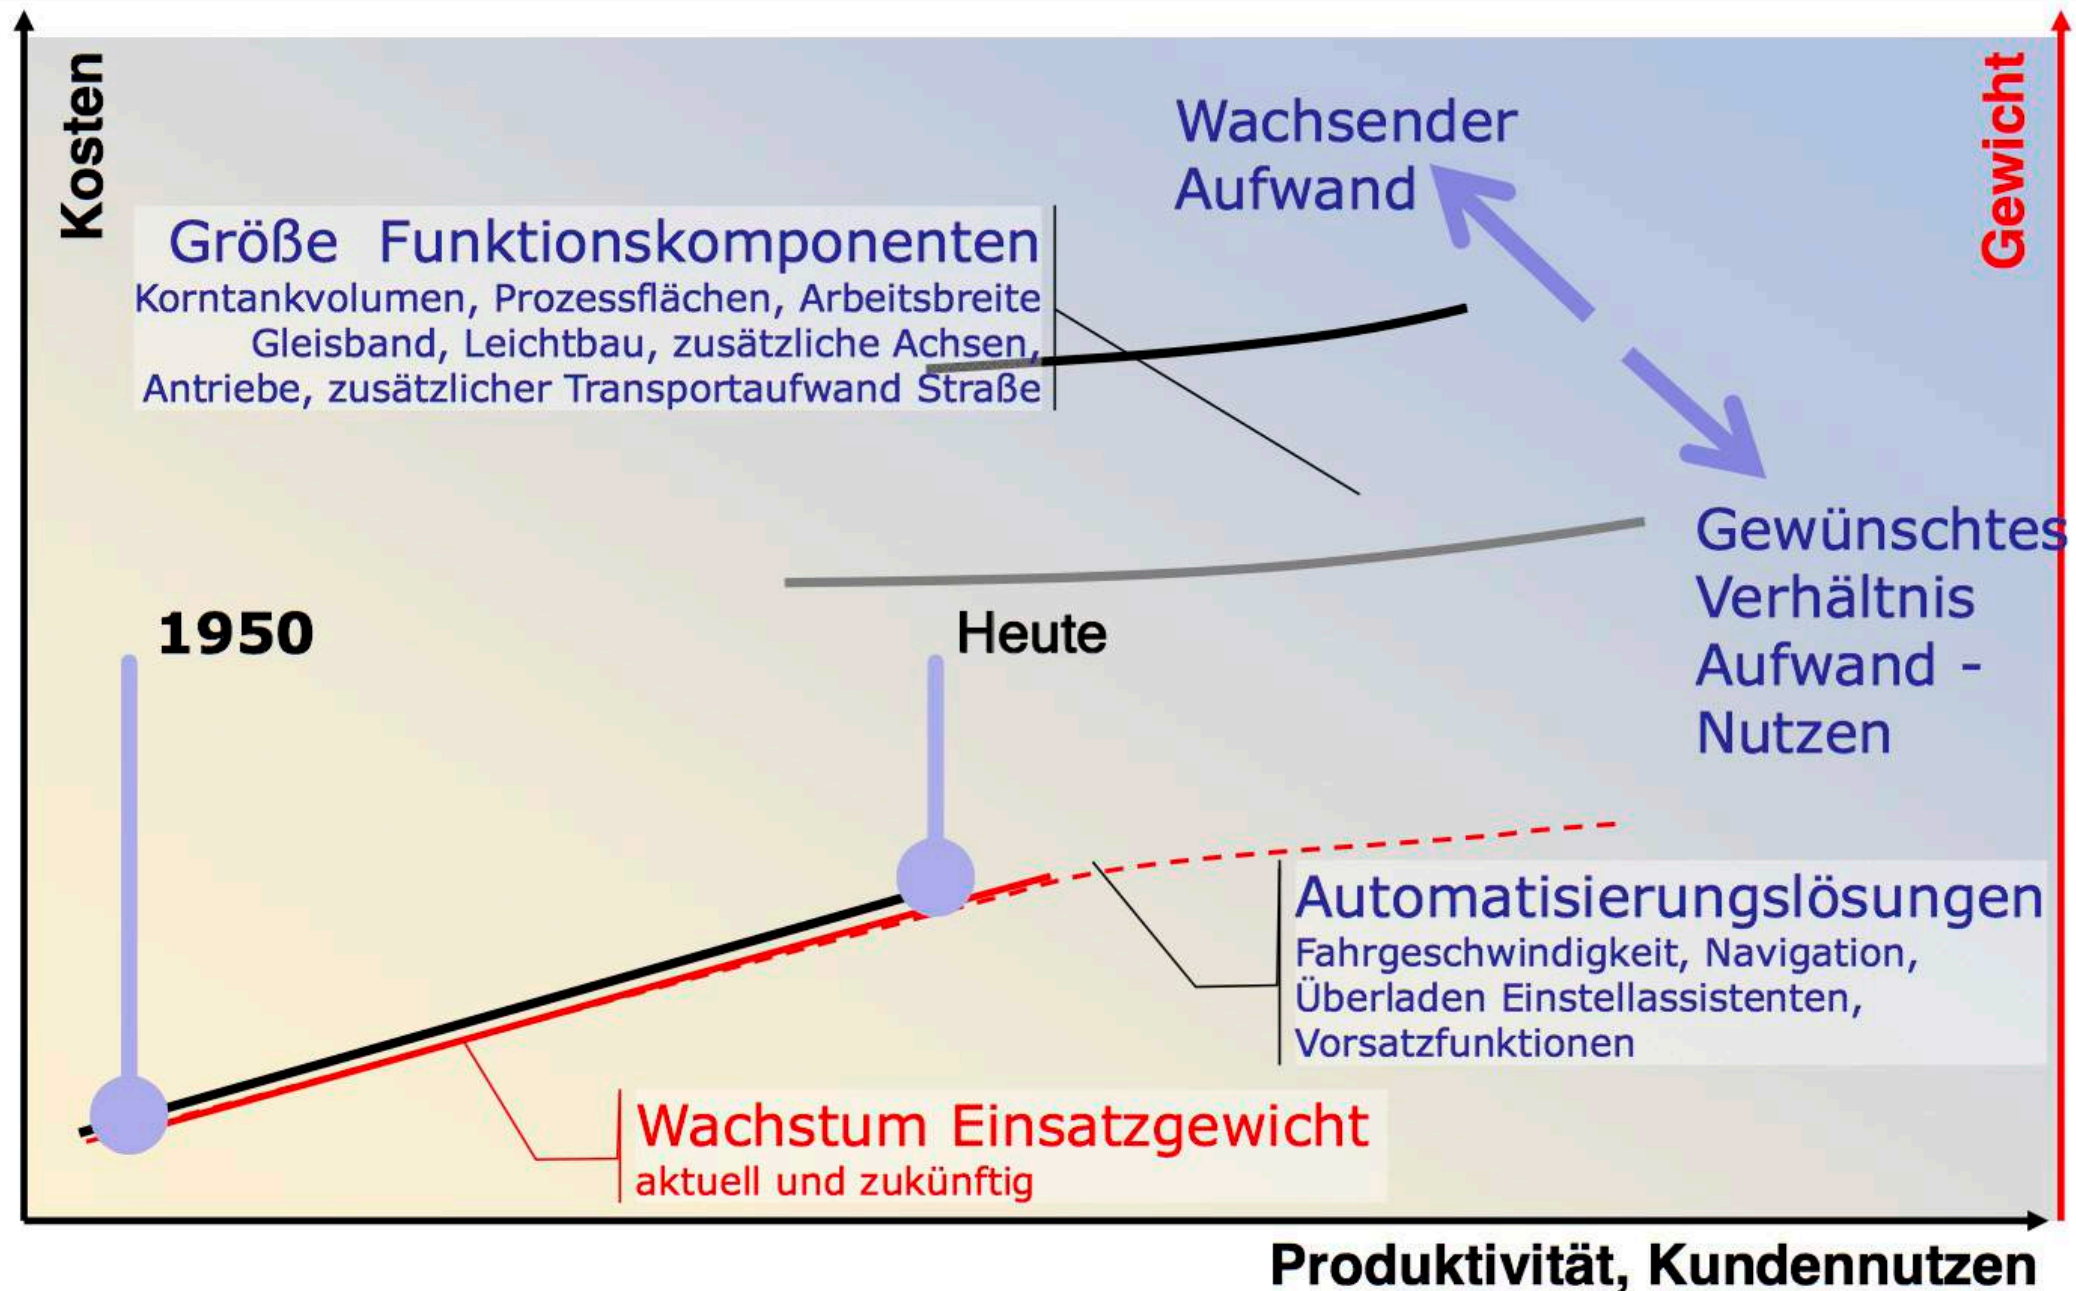 Kosten
Gewicht
Wachsender
Aufwand
Größe Funktionskomponenten
Korntankvolumen, Prozessflächen, Arbeitsbreite
Gleisband, Leichtbau, zusätzliche Achsen,
Antriebe, zusätzlicher Transportaufwand Straße
Gewünschtes
Verhältnis
Aufwand -
Nutzen
1950
Heute
Automatisierungslösungen
Fahrgeschwindigkeit, Navigation,
Überladen Einstellassistenten,
Vorsatzfunktionen
Wachstum Einsatzgewicht
aktuell und zukünftig
Produktivität, Kundennutzen